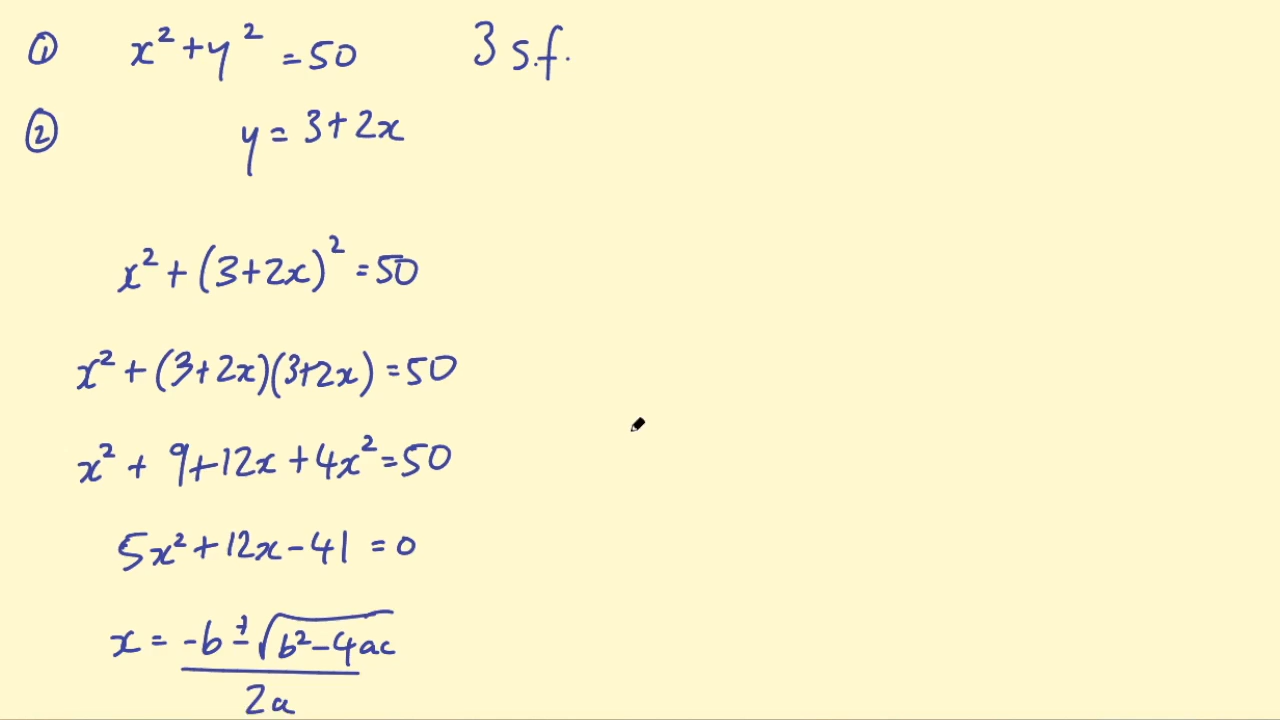 ① x² + y² = 50 3 s.f.
② y = 3 + 2x
x² + (3+2x)² = 50
x² + (3+2x)(3+2x) = 50
x² + 9 + 12x + 4x² = 50
5x² + 12x - 41 = 0
x = -b ± √(b² - 4ac)
2a